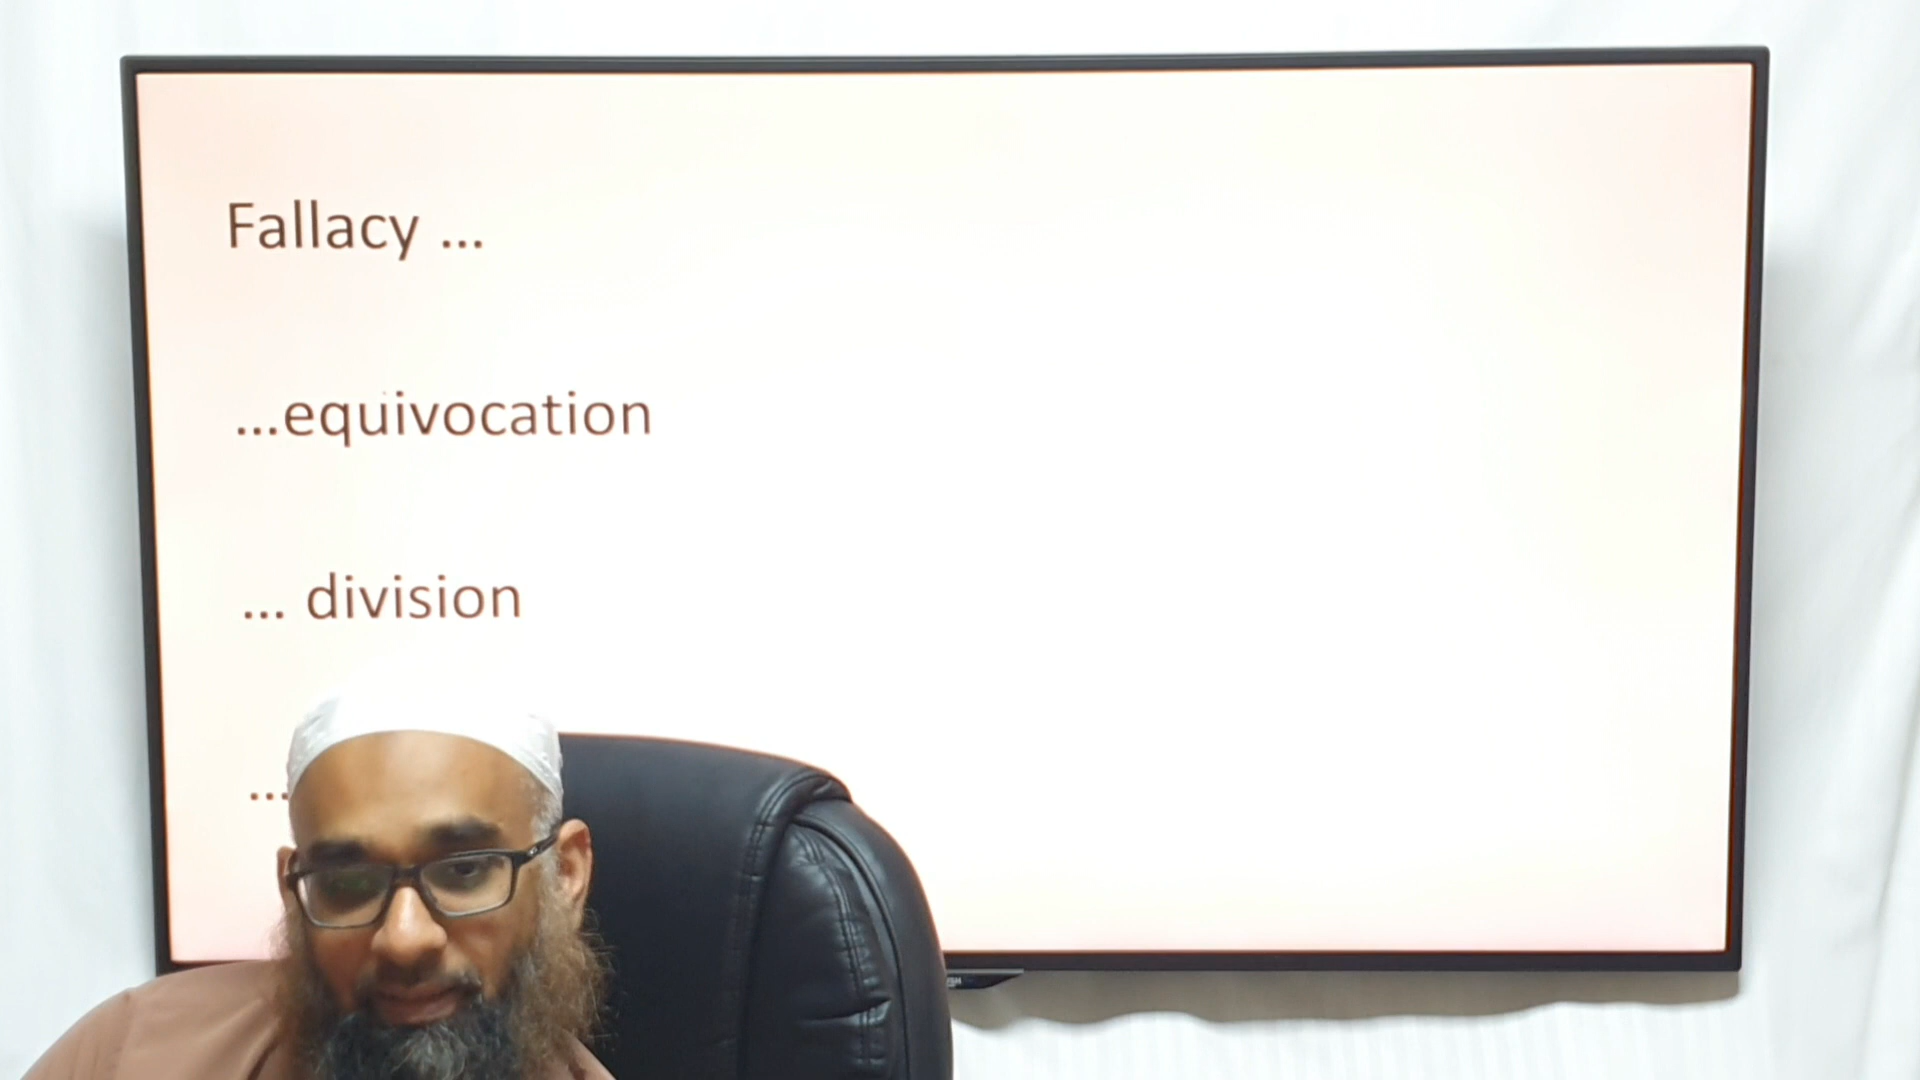 Fallacy ...
...equivocation
... division
...